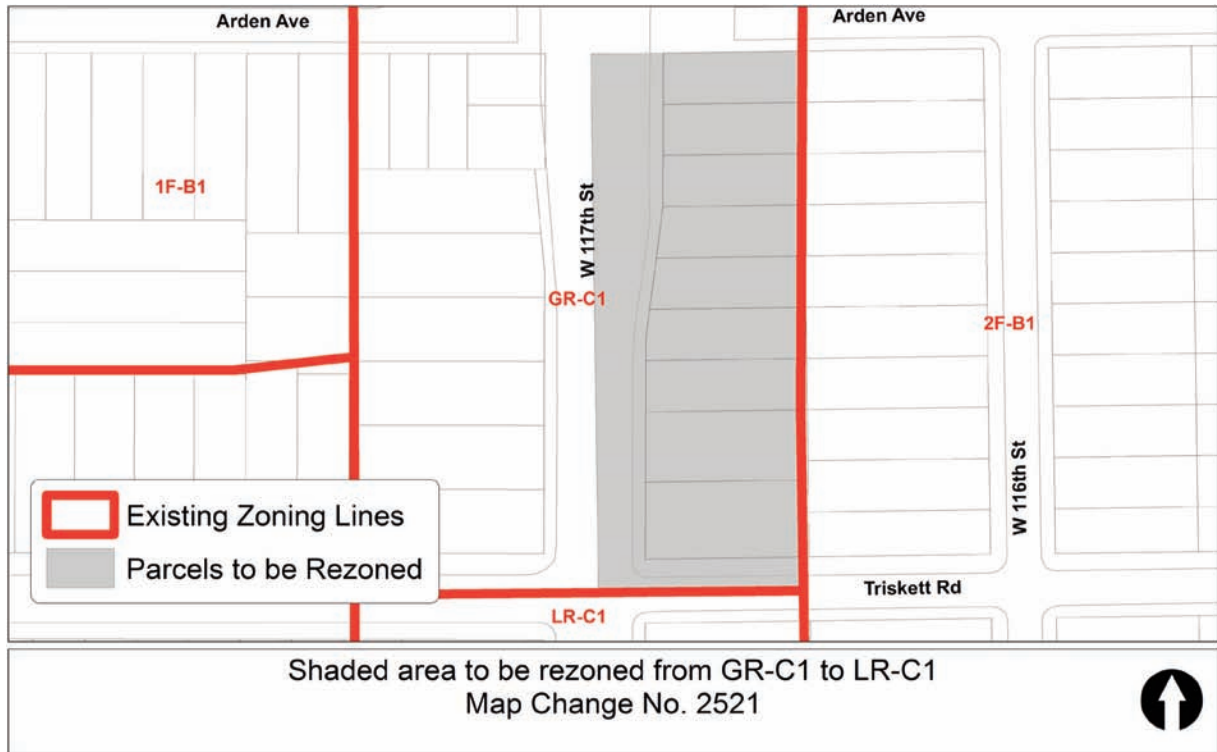 Arden Ave
Arden Ave
1F-B1
W 117th St
GR-C1
2F-B1
W 116th St
Existing Zoning Lines
Parcels to be Rezoned
Triskett Rd
LR-C1
Shaded area to be rezoned from GR-C1 to LR-C1
Map Change No. 2521